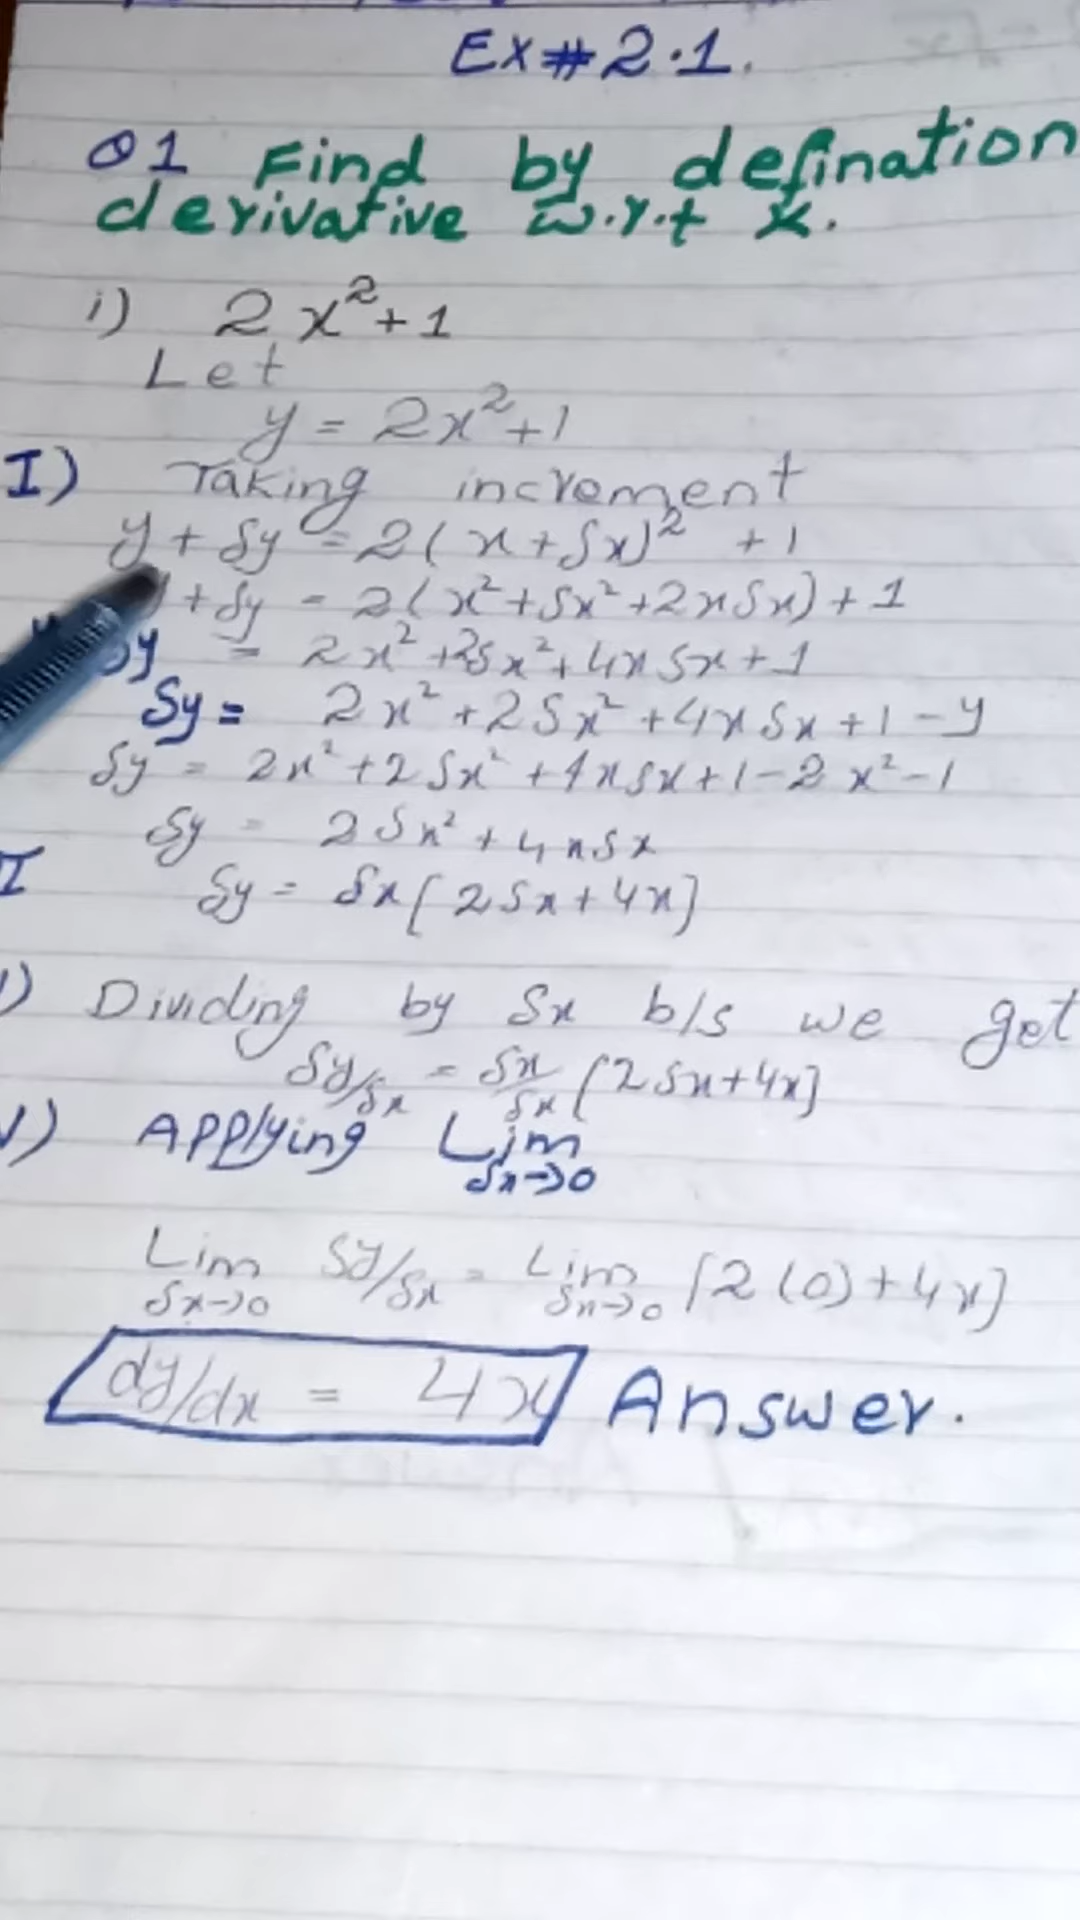 Ex#2.1.
Q1 Find by defination
derivative w.r.t x.
i) 2x²+1
Let
y = 2x²+1
I) Taking increment
y + δy = 2(x+δx)² + 1
+ δy = 2(x²+δx²+2xδx)+1
δy = 2x²+2δx²+4xδx+1
δy = 2x²+2δx²+4xδx+1-y
δy = 2x²+2δx²+4xδx+1-2x²-1
δy = 2δx²+4xδx
I δy = δx[2δx+4x]
) Dividing by δx b/s we get
δy/δx = δx/δx [2δx+4x]
) Applying Lim δx→0
Lim δx→0 δy/δx = Lim δx→0 [2(0)+4x]
dy/dx = 4x Answer.